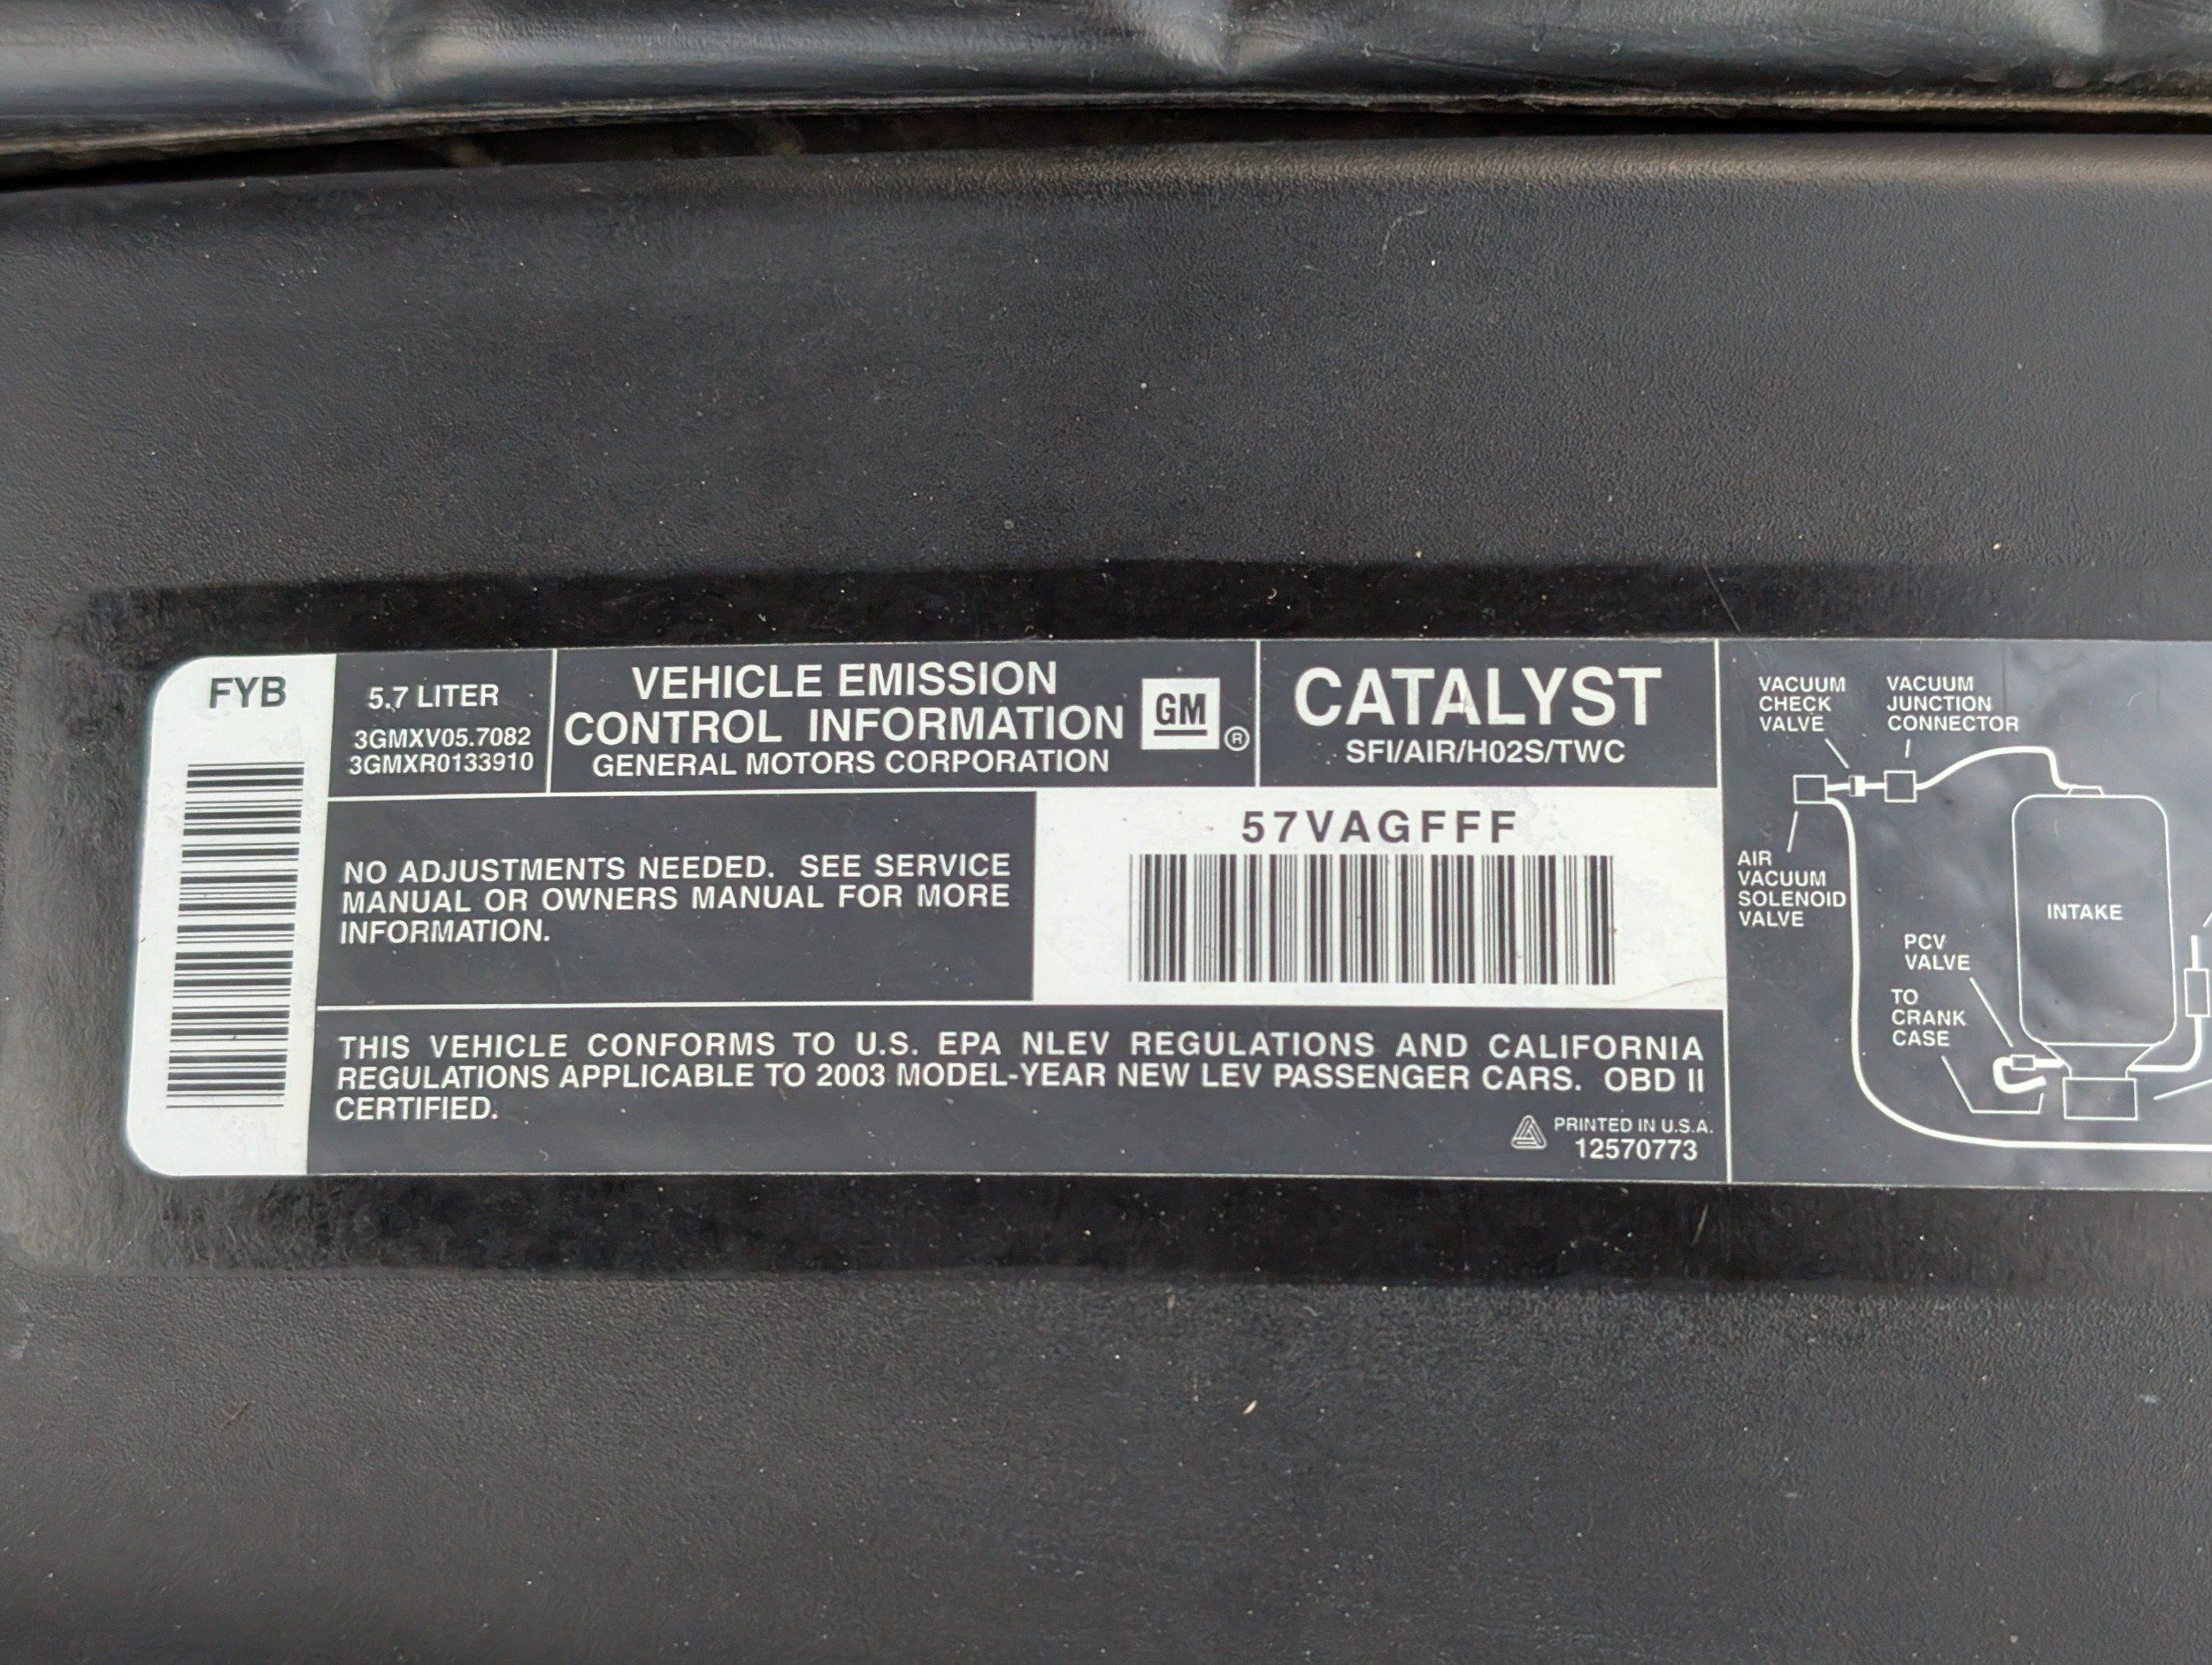 FYB
5.7 LITER
3GMXV05.7082
3GMXR0133910
VEHICLE EMISSION
CONTROL INFORMATION
GENERAL MOTORS CORPORATION
GM
®
CATALYST
SFI/AIR/H02S/TWC
NO ADJUSTMENTS NEEDED. SEE SERVICE
MANUAL OR OWNERS MANUAL FOR MORE
INFORMATION.
57VAGFFF
THIS VEHICLE CONFORMS TO U.S. EPA NLEV REGULATIONS AND CALIFORNIA
REGULATIONS APPLICABLE TO 2003 MODEL-YEAR NEW LEV PASSENGER CARS. OBD II
CERTIFIED.
PRINTED IN U.S.A.
12570773
VACUUM
CHECK
VALVE
VACUUM
JUNCTION
CONNECTOR
AIR
VACUUM
SOLENOID
VALVE
INTAKE
PCV
VALVE
TO
CRANK
CASE